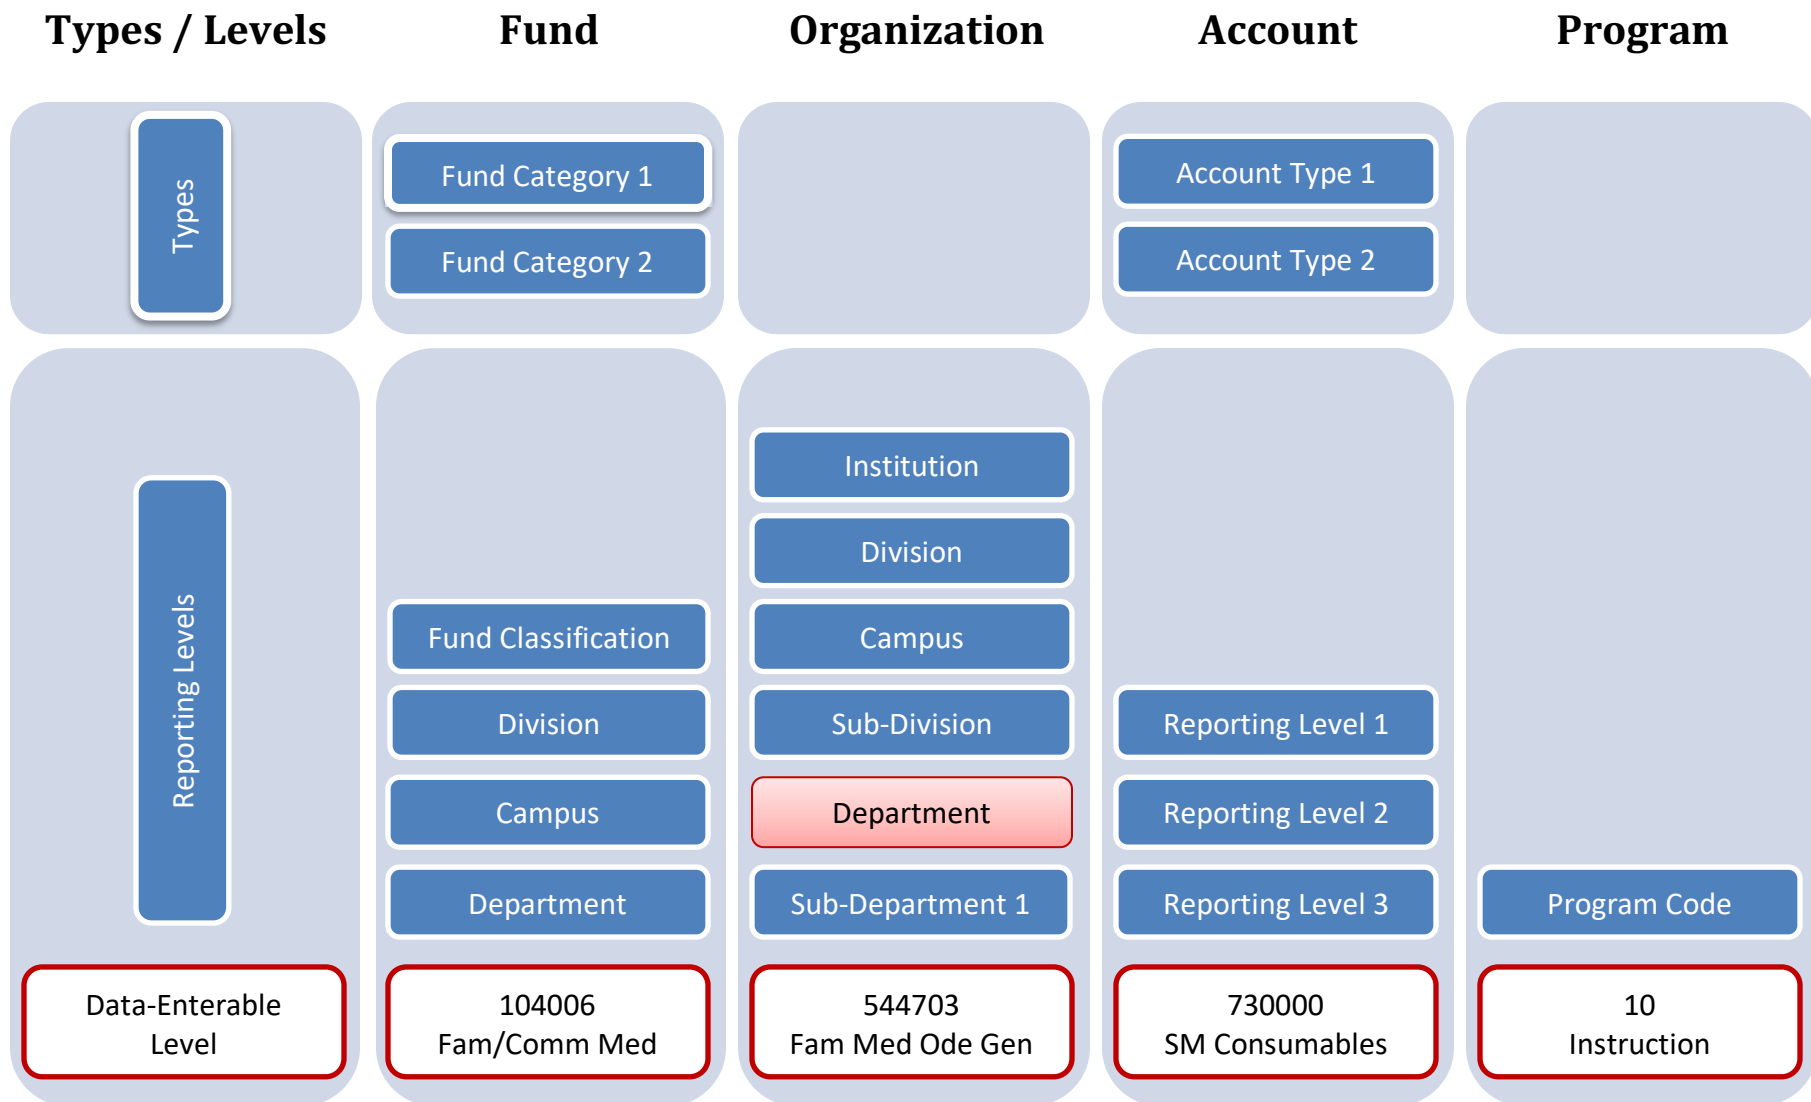 Types / Levels
Fund
Organization
Account
Program
Types
Fund Category 1
Fund Category 2
Account Type 1
Account Type 2
Reporting Levels
Fund Classification
Division
Campus
Department
Institution
Division
Campus
Sub-Division
Department
Sub-Department 1
Reporting Level 1
Reporting Level 2
Reporting Level 3
Program Code
Data-Enterable
Level
104006
Fam/Comm Med
544703
Fam Med Ode Gen
730000
SM Consumables
10
Instruction